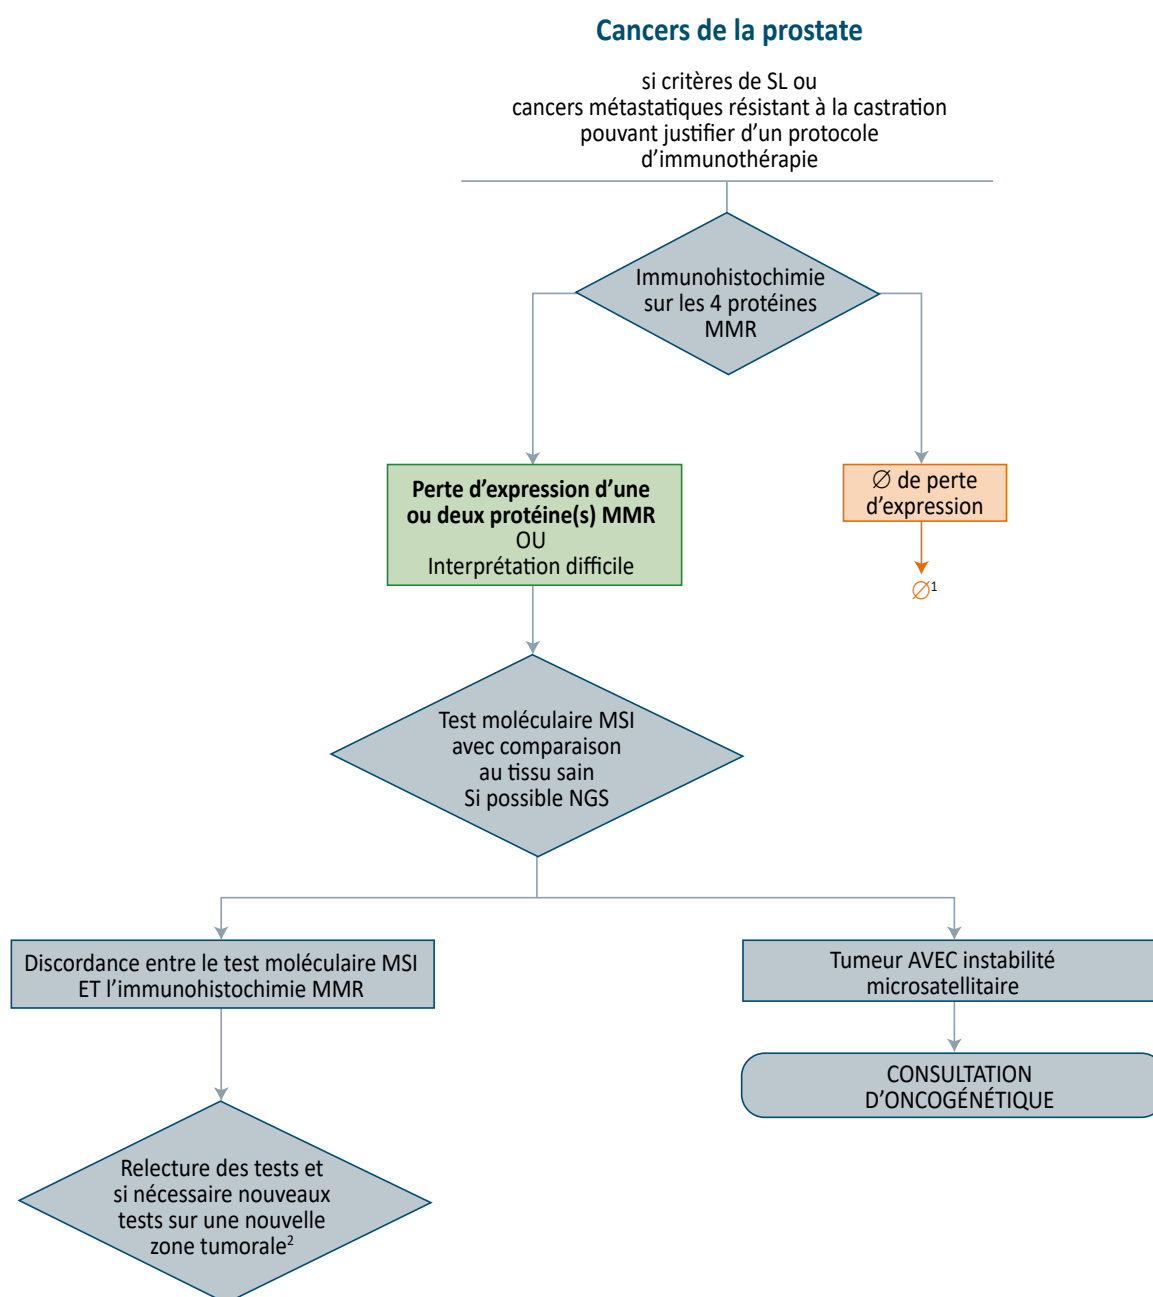 Cancers de la prostate
si critères de SL ou
cancers métastatiques résistant à la castration
pouvant justifier d'un protocole
d'immunothérapie
Immunohistochimie
sur les 4 protéines
MMR
Perte d'expression d'une
ou deux protéine(s) MMR
OU
Interprétation difficile
∅ de perte
d'expression
∅¹
Test moléculaire MSI
avec comparaison
au tissu sain
Si possible NGS
Discordance entre le test moléculaire MSI
ET l'immunohistochimie MMR
Tumeur AVEC instabilité
microsatellitaire
CONSULTATION
D'ONCOGÉNÉTIQUE
Relecture des tests et
si nécessaire nouveaux
tests sur une nouvelle
zone tumorale²